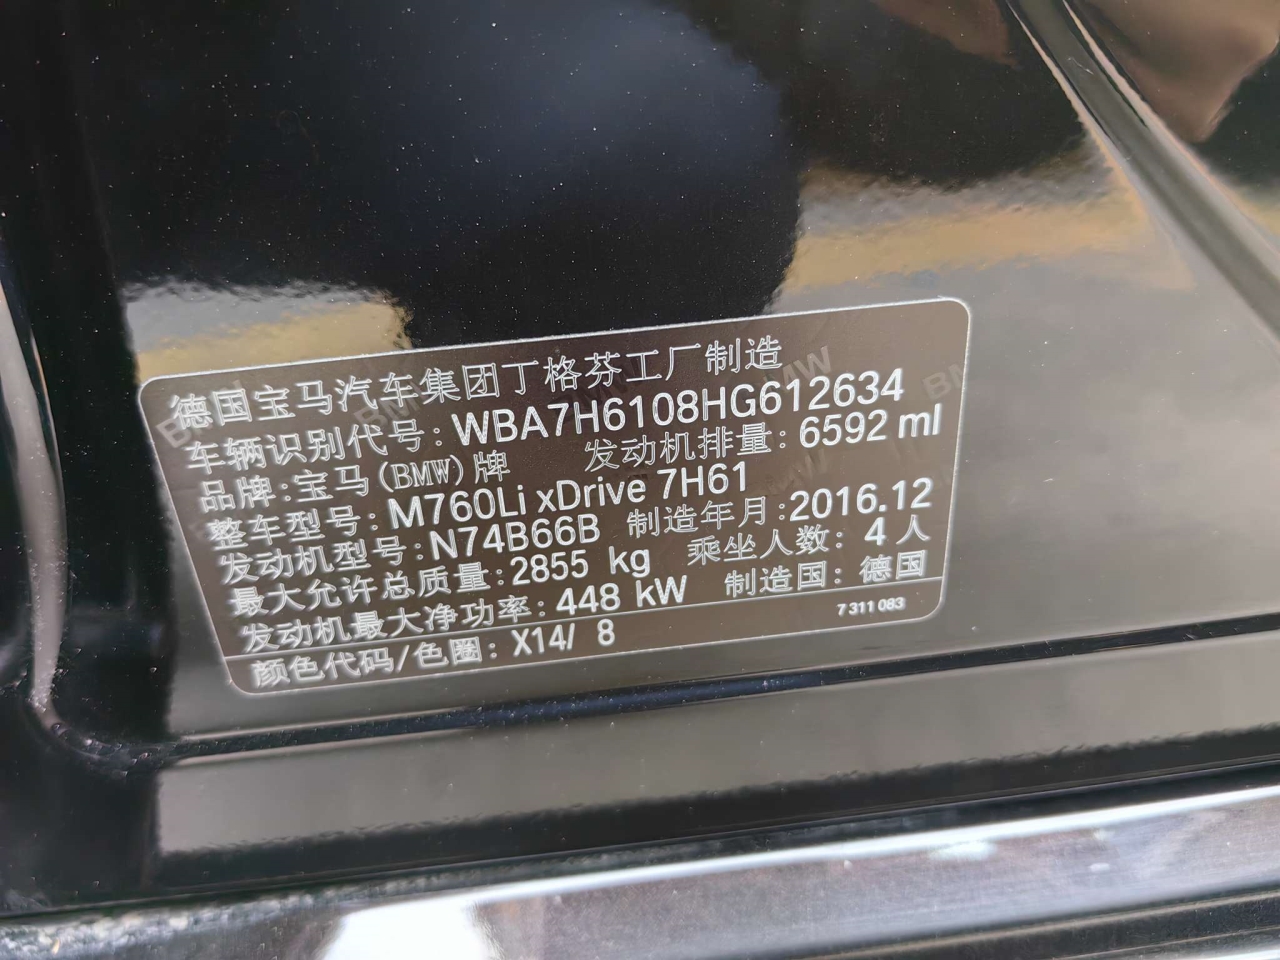 德国宝马汽车集团丁格芬工厂制造
车辆识别代号: WBA7H6108HG612634
品牌: 宝马(BMW)牌 发动机排量: 6592 ml
整车型号: M760Li xDrive 7H61
发动机型号: N74B66B 制造年月: 2016.12
最大允许总质量: 2855 kg 乘坐人数: 4 人
发动机最大净功率: 448 kW 制造国: 德国
颜色代码/色圈: X14/ 8
7 311 083